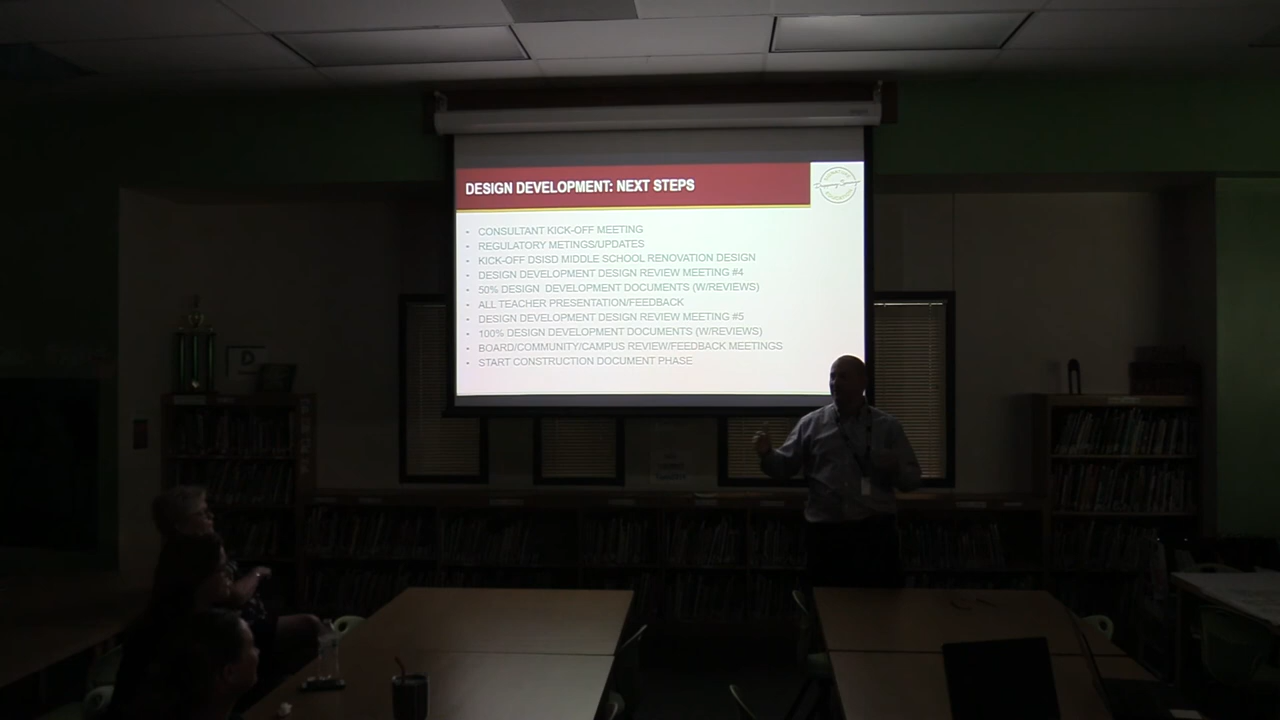 DESIGN DEVELOPMENT: NEXT STEPS
- CONSULTANT KICK-OFF MEETING
- REGULATORY METINGS/UPDATES
- KICK-OFF DSISD MIDDLE SCHOOL RENOVATION DESIGN
- DESIGN DEVELOPMENT DESIGN REVIEW MEETING #4
- 50% DESIGN DEVELOPMENT DOCUMENTS (W/REVIEWS)
- ALL TEACHER PRESENTATION/FEEDBACK
- DESIGN DEVELOPMENT DESIGN REVIEW MEETING #5
- 100% DESIGN DEVELOPMENT DOCUMENTS (W/REVIEWS)
- BOARD/COMMUNITY/CAMPUS REVIEW/FEEDBACK MEETINGS
- START CONSTRUCTION DOCUMENT PHASE
D